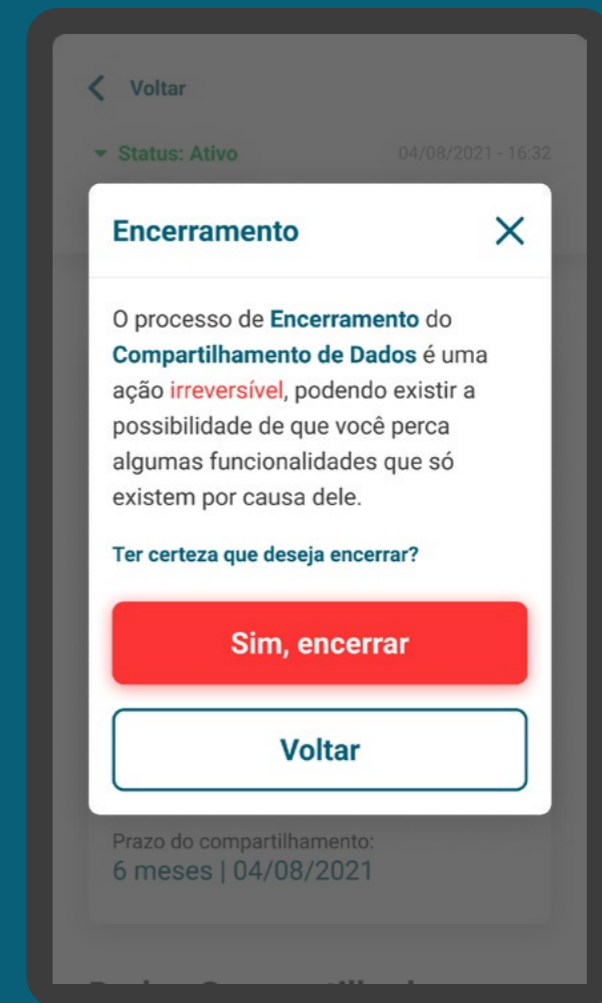 Voltar
Status: Ativo 04/08/2021 - 16:32
Encerramento
O processo de Encerramento do
Compartilhamento de Dados é uma
ação irreversível, podendo existir a
possibilidade de que você perca
algumas funcionalidades que só
existem por causa dele.
Ter certeza que deseja encerrar?
Sim, encerrar
Voltar
Prazo do compartilhamento:
6 meses | 04/08/2021